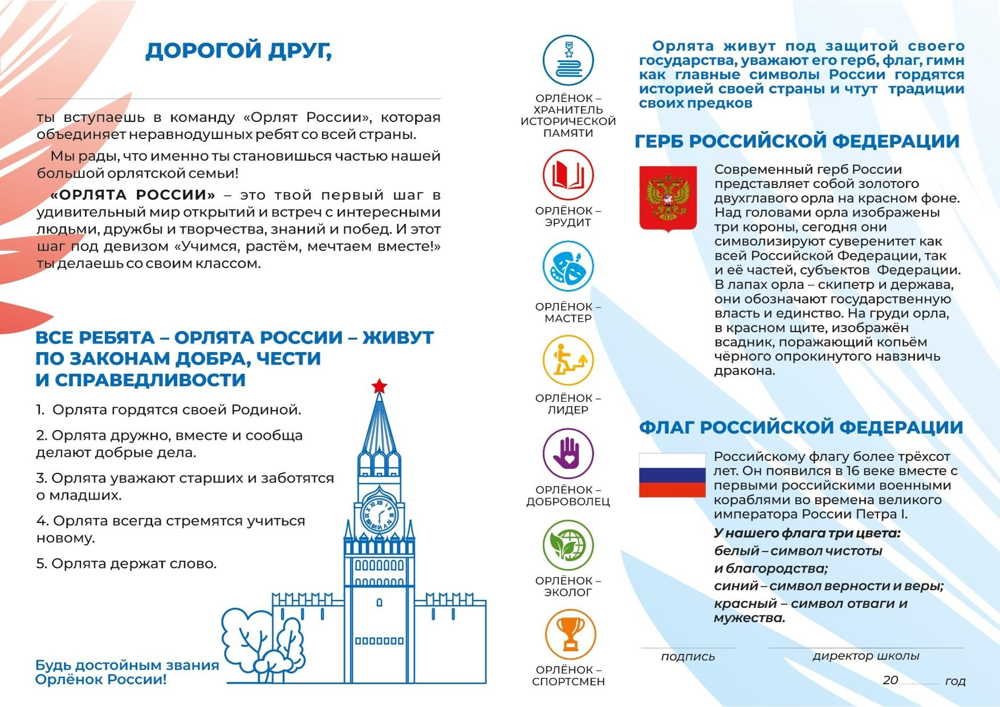 ДОРОГОЙ ДРУГ,
ты вступаешь в команду «Орлят России», которая
объединяет неравнодушных ребят со всей страны.
Мы рады, что именно ты становишься частью нашей
большой орлятской семьи!
«ОРЛЯТА РОССИИ» – это твой первый шаг в
удивительный мир открытий и встреч с интересными
людьми, дружбы и творчества, знаний и побед. И этот
шаг под девизом «Учимся, растём, мечтаем вместе!»
ты делаешь со своим классом.
ВСЕ РЕБЯТА – ОРЛЯТА РОССИИ – ЖИВУТ
ПО ЗАКОНАМ ДОБРА, ЧЕСТИ
И СПРАВЕДЛИВОСТИ
1. Орлята гордятся своей Родиной.
2. Орлята дружно, вместе и сообща
делают добрые дела.
3. Орлята уважают старших и заботятся
о младших.
4. Орлята всегда стремятся учиться
новому.
5. Орлята держат слово.
Будь достойным звания
Орлёнок России!
XII I II III IV V VI VII VIII IX X XI
ОРЛЁНОК –
ХРАНИТЕЛЬ
ИСТОРИЧЕСКОЙ
ПАМЯТИ
ОРЛЁНОК –
ЭРУДИТ
ОРЛЁНОК –
МАСТЕР
ОРЛЁНОК –
ЛИДЕР
ОРЛЁНОК –
ДОБРОВОЛЕЦ
ОРЛЁНОК –
ЭКОЛОГ
ОРЛЁНОК –
СПОРТСМЕН
Орлята живут под защитой своего
государства, уважают его герб, флаг, гимн
как главные символы России гордятся
историей своей страны и чтут традиции
своих предков
ГЕРБ РОССИЙСКОЙ ФЕДЕРАЦИИ
Современный герб России
представляет собой золотого
двухглавого орла на красном фоне.
Над головами орла изображены
три короны, сегодня они
символизируют суверенитет как
всей Российской Федерации, так
и её частей, субъектов Федерации.
В лапах орла – скипетр и держава,
они обозначают государственную
власть и единство. На груди орла,
в красном щите, изображён
всадник, поражающий копьём
чёрного опрокинутого навзничь
дракона.
ФЛАГ РОССИЙСКОЙ ФЕДЕРАЦИИ
Российскому флагу более трёхсот
лет. Он появился в 16 веке вместе с
первыми российскими военными
кораблями во времена великого
императора России Петра I.
У нашего флага три цвета:
белый – символ чистоты
и благородства;
синий – символ верности и веры;
красный – символ отваги и
мужества.
подпись
директор школы
20 год